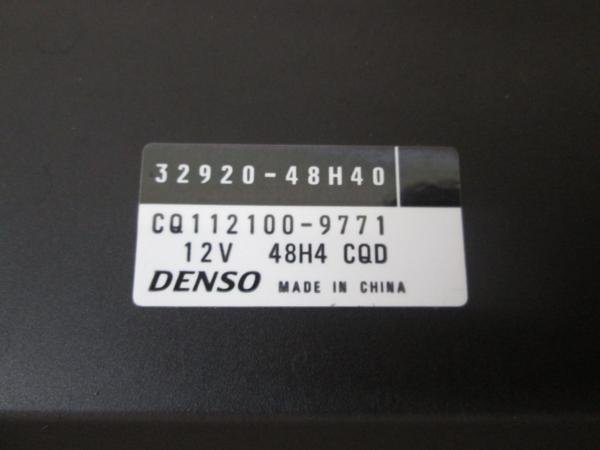 32920-48H40
CQ112100-9771
12V 48H4 CQD
DENSO MADE IN CHINA